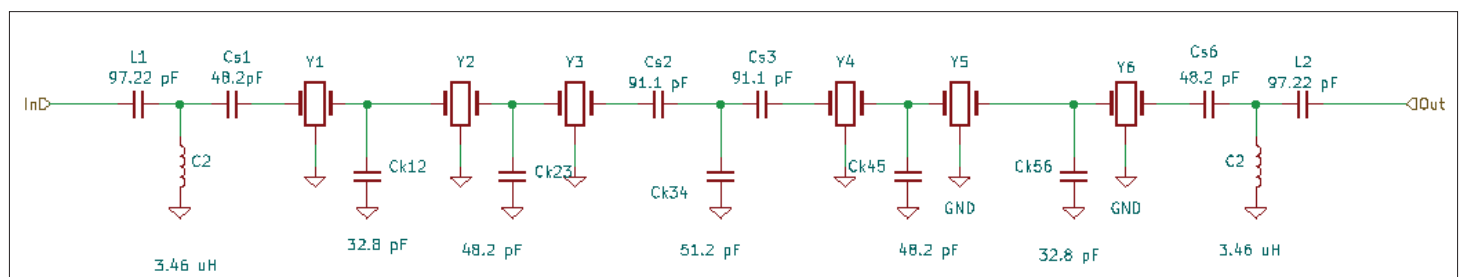 L1
97.22 pF
Cs1
48.2pF
Y1
Y2
Y3
Cs2
91.1 pF
Cs3
91.1 pF
Y4
Y5
Y6
Cs6
48.2 pF
L2
97.22 pF
In
Out
C2
Ck12
Ck23
Ck34
Ck45
GND
Ck56
GND
C2
3.46 uH
32.8 pF
48.2 pF
51.2 pF
48.2 pF
32.8 pF
3.46 uH